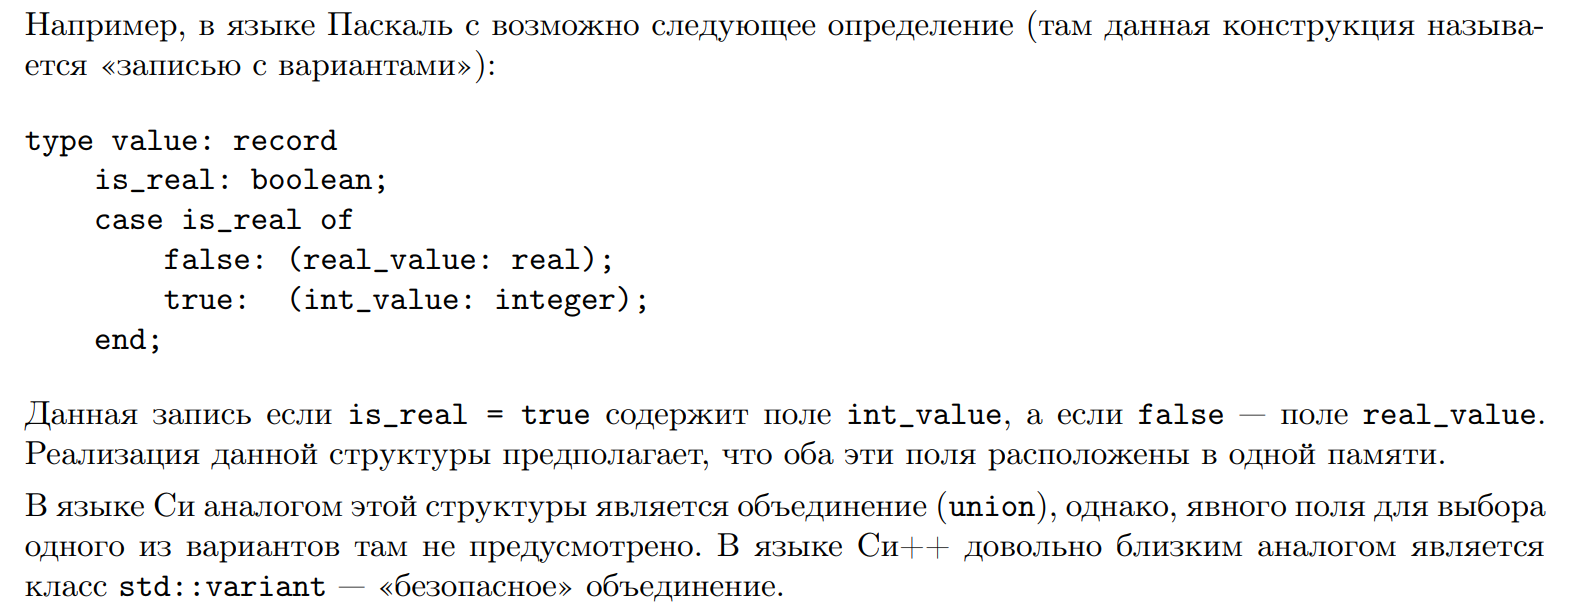 Например, в языке Паскаль с возможно следующее определение (там данная конструкция называ-
ется «записью с вариантами»):
type value: record
    is_real: boolean;
    case is_real of
        false: (real_value: real);
        true:  (int_value: integer);
    end;
Данная запись если is_real = true содержит поле int_value, а если false — поле real_value.
Реализация данной структуры предполагает, что оба эти поля расположены в одной памяти.
В языке Си аналогом этой структуры является объединение (union), однако, явного поля для выбора
одного из вариантов там не предусмотрено. В языке Си++ довольно близким аналогом является
класс std::variant — «безопасное» объединение.